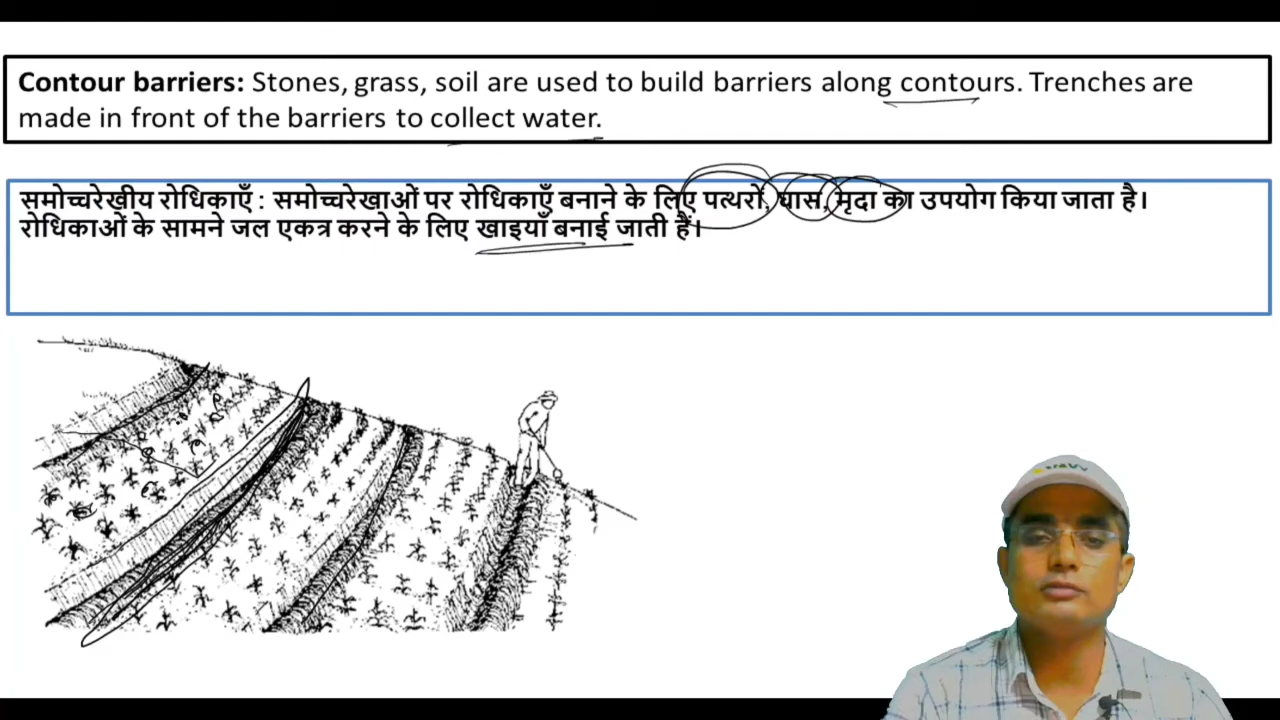 Contour barriers: Stones, grass, soil are used to build barriers along contours. Trenches are
made in front of the barriers to collect water.
समोच्चरेखीय रोधिकाएँ : समोच्चरेखाओं पर रोधिकाएँ बनाने के लिए पत्थरों, घास, मृदा का उपयोग किया जाता है।
रोधिकाओं के सामने जल एकत्र करने के लिए खाइयाँ बनाई जाती हैं।